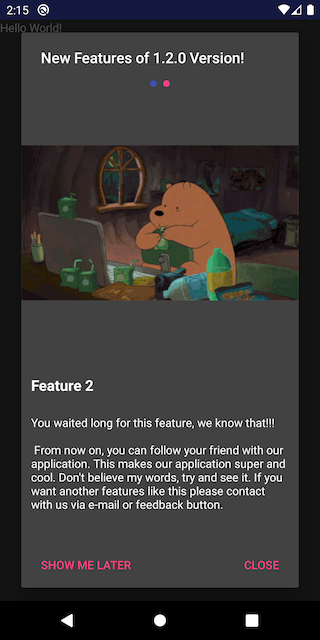 2:15
Hello World!
New Features of 1.2.0 Version!
Feature 2
You waited long for this feature, we know that!!!
From now on, you can follow your friend with our
application. This makes our application super and
cool. Don't believe my words, try and see it. If you
want another features like this please contact
with us via e-mail or feedback button.
SHOW ME LATER
CLOSE